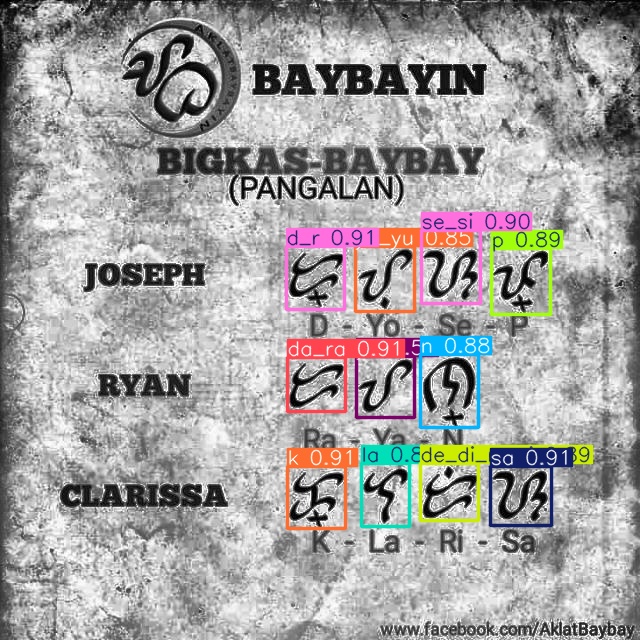 AKLATBAYBAYIN
BAYBAYIN
BIGKAS-BAYBAY
(PANGALAN)
se_si 0.90
d_r 0.91 _yu 0.85 p 0.89
JOSEPH ᜇ᜔ ᜌᜓ ᜐᜒ ᜉ᜔
D - Yo - Se - P
da_ra 0.91 n 0.88
RYAN ᜇ ᜌ ᜈ᜔
Ra - Ya - N
k 0.91 la 0.8 de_di_ sa 0.91
CLARISSA ᜃ᜔ ᜎ ᜇᜒ ᜐ
K - La - Ri - Sa
www.facebook.com/AklatBaybay